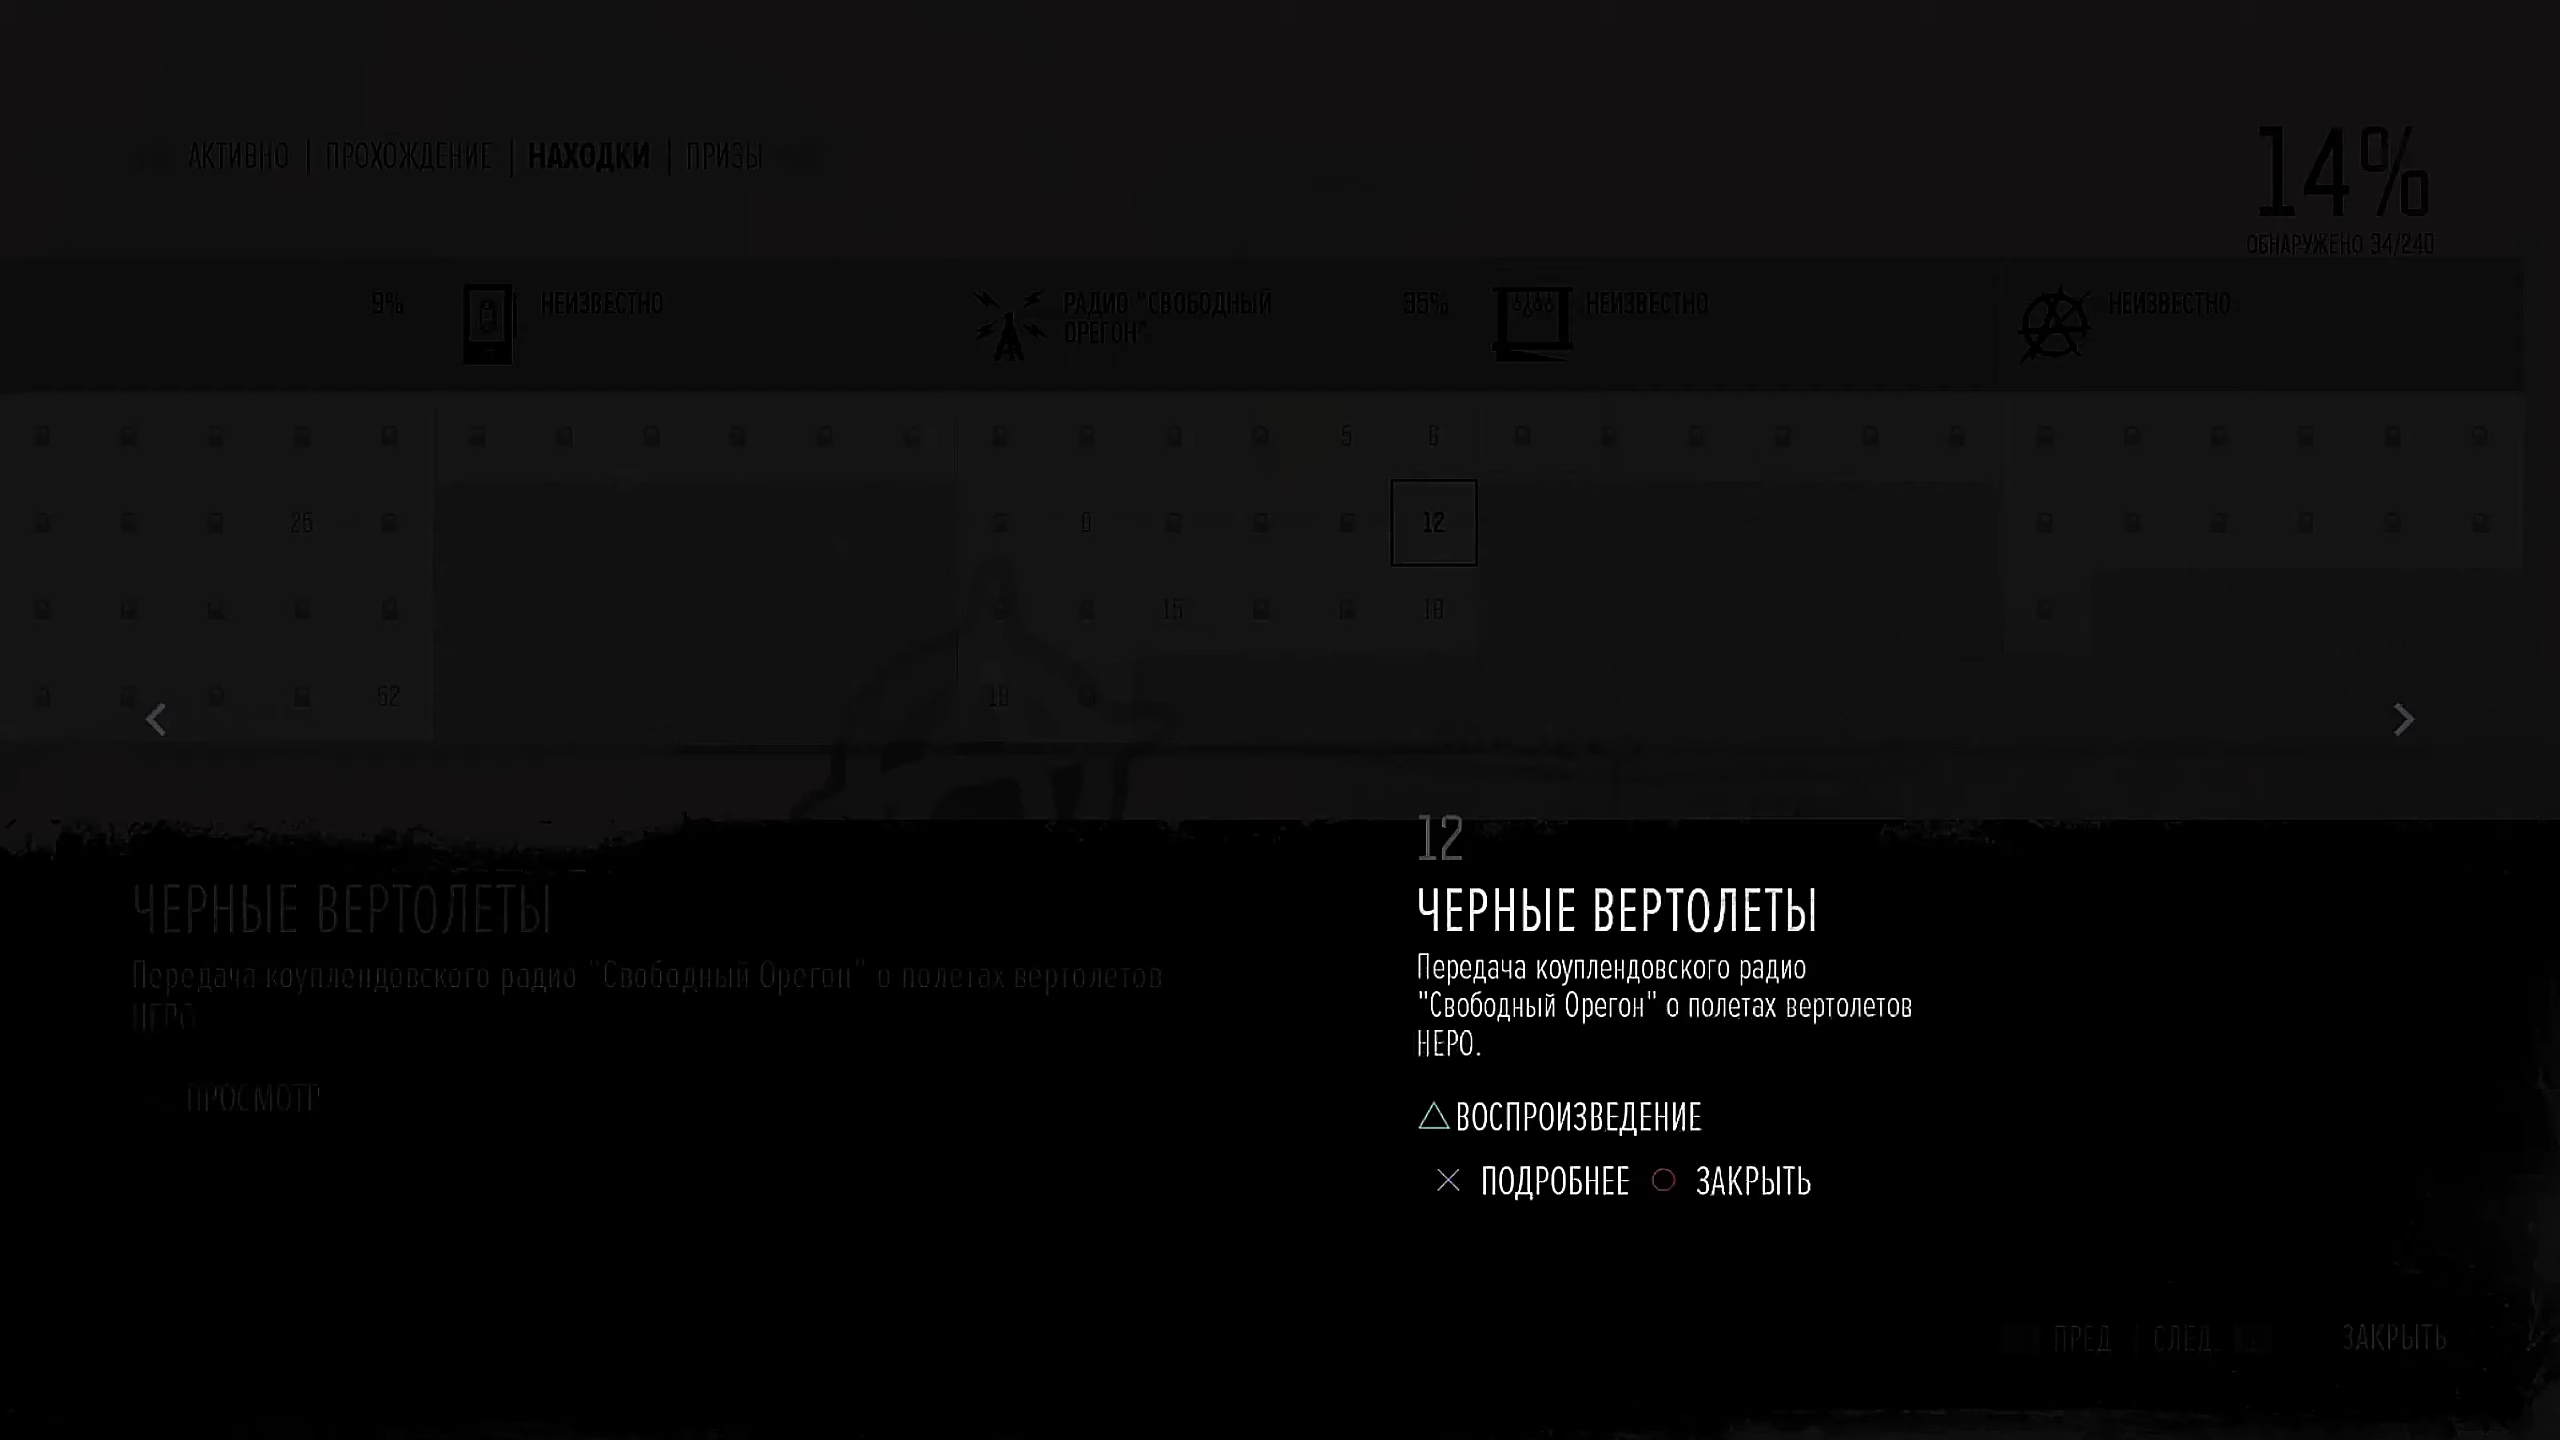 АКТИВНО | ПРОХОЖДЕНИЕ | НАХОДКИ | ПРИЗЫ
14%
ОБНАРУЖЕНО 34/240
9%
НЕИЗВЕСТНО
РАДИО "СВОБОДНЫЙ
ОРЕГОН"
35%
НЕИЗВЕСТНО
НЕИЗВЕСТНО
5 6
25
12
15 18
52
ЧЕРНЫЕ ВЕРТОЛЕТЫ
Передача коуплендовского радио "Свободный Орегон" о полетах вертолетов
НЕРО
12
ЧЕРНЫЕ ВЕРТОЛЕТЫ
Передача коуплендовского радио
"Свободный Орегон" о полетах вертолетов
НЕРО.
ВОСПРОИЗВЕДЕНИЕ
ПОДРОБНЕЕ ЗАКРЫТЬ
ПРЕД. | СЛЕД.
ЗАКРЫТЬ